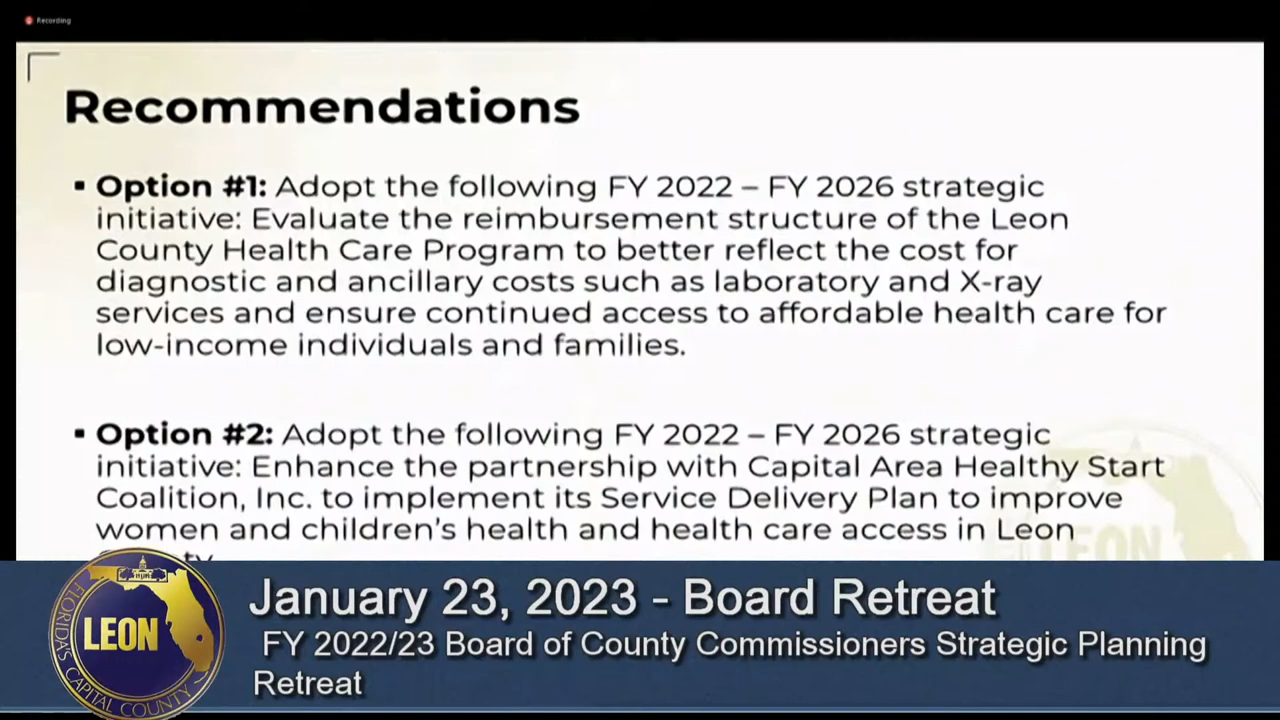 Recording
Recommendations
▪ Option #1: Adopt the following FY 2022 – FY 2026 strategic
initiative: Evaluate the reimbursement structure of the Leon
County Health Care Program to better reflect the cost for
diagnostic and ancillary costs such as laboratory and X-ray
services and ensure continued access to affordable health care for
low-income individuals and families.
▪ Option #2: Adopt the following FY 2022 – FY 2026 strategic
initiative: Enhance the partnership with Capital Area Healthy Start
Coalition, Inc. to implement its Service Delivery Plan to improve
women and children's health and health care access in Leon
LEON
January 23, 2023 - Board Retreat
FY 2022/23 Board of County Commissioners Strategic Planning
Retreat
LEON
FLORIDAS CAPITAL COUNTY